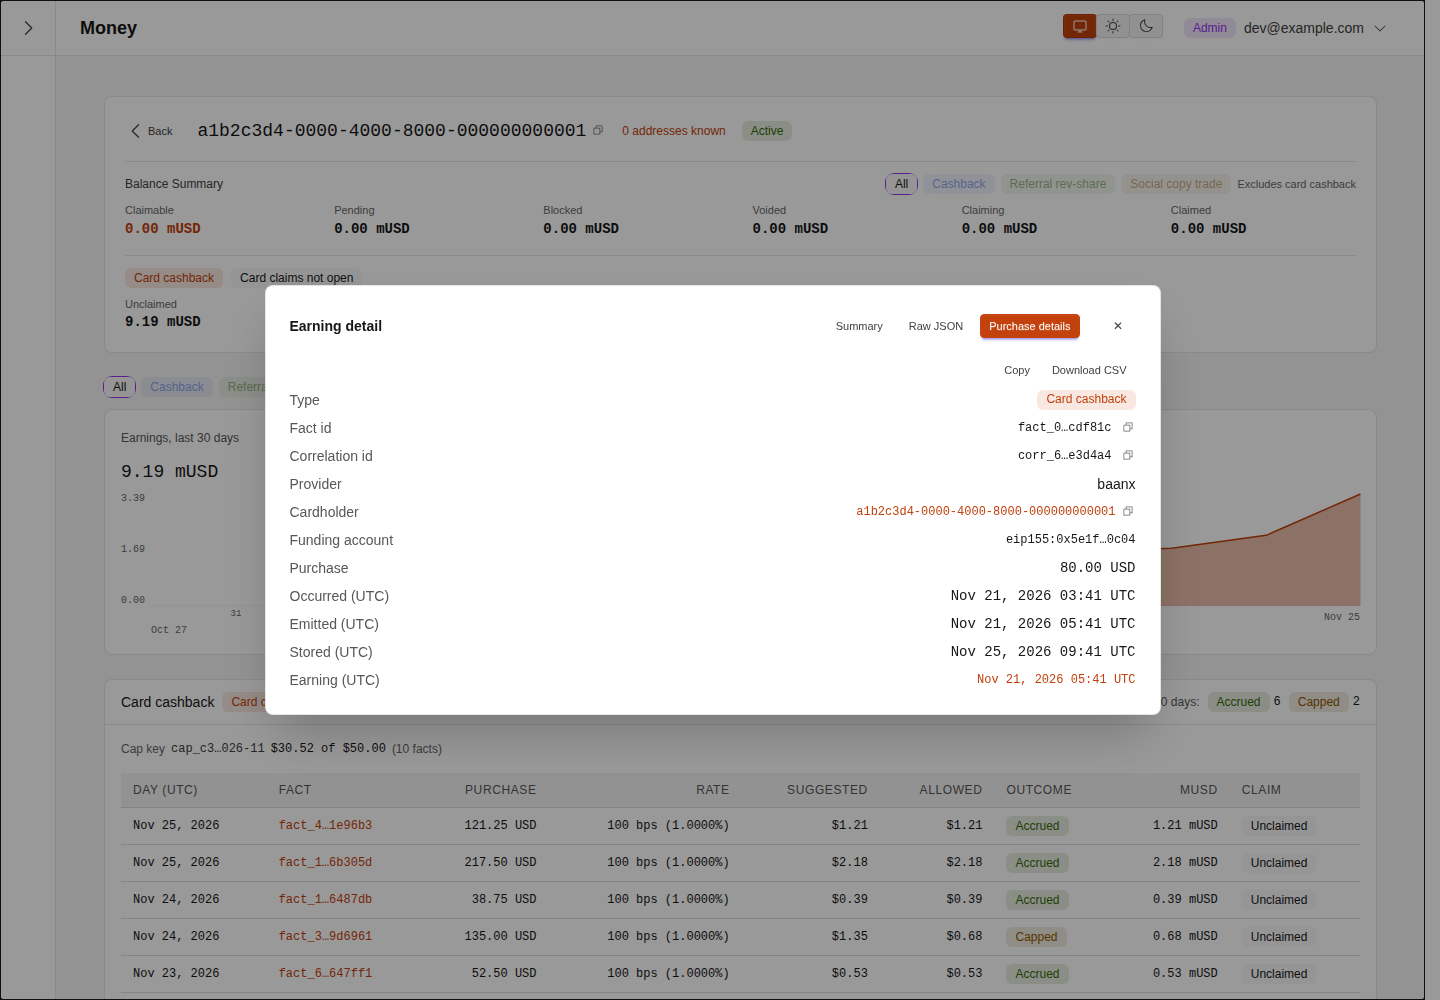 Money
Admin dev@example.com
Back a1b2c3d4-0000-4000-8000-000000000001 0 addresses known Active
Balance Summary All Cashback Referral rev-share Social copy trade Excludes card cashback
Claimable Pending Blocked Voided Claiming Claimed
0.00 mUSD 0.00 mUSD 0.00 mUSD 0.00 mUSD 0.00 mUSD 0.00 mUSD
Card cashback Card claims not open
Unclaimed
9.19 mUSD
Earning detail Summary Raw JSON Purchase details ✕
Copy Download CSV
Type Card cashback
Fact id fact_0…cdf81c
Correlation id corr_6…e3d4a4
Provider baanx
Cardholder a1b2c3d4-0000-4000-8000-000000000001
Funding account eip155:0x5e1f…0c04
Purchase 80.00 USD
Occurred (UTC) Nov 21, 2026 03:41 UTC
Emitted (UTC) Nov 21, 2026 05:41 UTC
Stored (UTC) Nov 25, 2026 09:41 UTC
Earning (UTC) Nov 21, 2026 05:41 UTC
All Cashback
Earnings, last 30 days
9.19 mUSD
3.39
1.69
0.00
31
Oct 27 Nov 25
Card cashback Card 0 days: Accrued 6 Capped 2
Cap key cap_c3…026-11 $30.52 of $50.00 (10 facts)
DAY (UTC) FACT PURCHASE RATE SUGGESTED ALLOWED OUTCOME MUSD CLAIM
Nov 25, 2026 fact_4…1e96b3 121.25 USD 100 bps (1.0000%) $1.21 $1.21 Accrued 1.21 mUSD Unclaimed
Nov 25, 2026 fact_1…6b305d 217.50 USD 100 bps (1.0000%) $2.18 $2.18 Accrued 2.18 mUSD Unclaimed
Nov 24, 2026 fact_1…6487db 38.75 USD 100 bps (1.0000%) $0.39 $0.39 Accrued 0.39 mUSD Unclaimed
Nov 24, 2026 fact_3…9d6961 135.00 USD 100 bps (1.0000%) $1.35 $0.68 Capped 0.68 mUSD Unclaimed
Nov 23, 2026 fact_6…647ff1 52.50 USD 100 bps (1.0000%) $0.53 $0.53 Accrued 0.53 mUSD Unclaimed